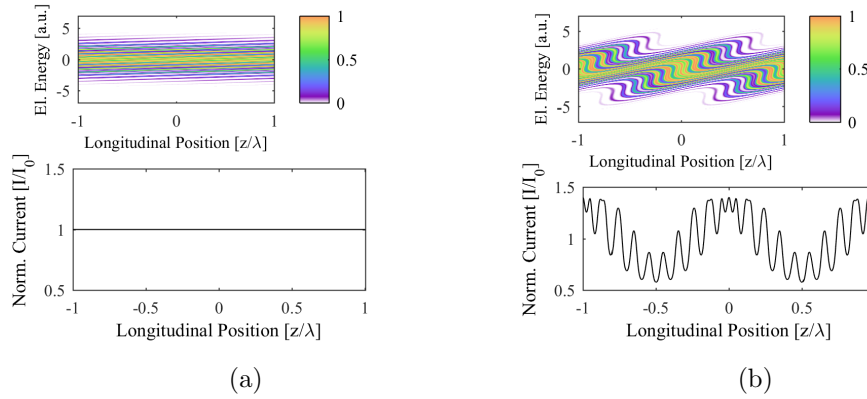 El. Energy [a.u.]
5
0
-5
-1 0 1
Longitudinal Position [z/λ]
1
0.5
0
Norm. Current [I/I0]
1.5
1
0.5
-1 -0.5 0 0.5 1
Longitudinal Position [z/λ]
(a)
El. Energy [a.u.]
5
0
-5
-1 0 1
Longitudinal Position [z/λ]
1
0.5
0
Norm. Current [I/I0]
1.5
1
0.5
-1 -0.5 0 0.5
Longitudinal Position [z/λ]
(b)